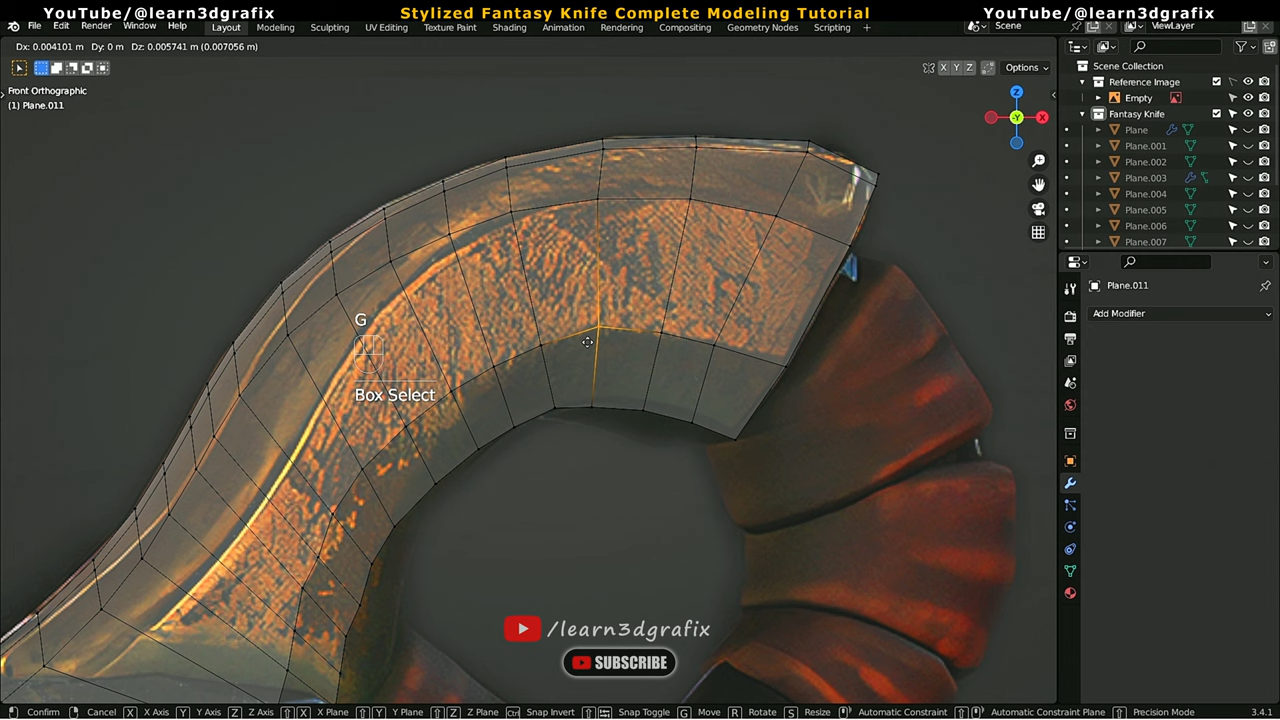 YouTube/@learn3dgrafix
Stylized Fantasy Knife Complete Modeling Tutorial
YouTube/@learn3dgrafix
File Edit Render Window Help
Layout Modeling Sculpting UV Editing Texture Paint Shading Animation Rendering Compositing Geometry Nodes Scripting +
Scene
ViewLayer
Dx: 0.004101 m Dy: 0 m Dz: 0.005741 m (0.007056 m)
X Y Z
Options
Front Orthographic
(1) Plane.011
Z
-Y
X
Scene Collection
Reference Image
Empty
Fantasy Knife
Plane
Plane.001
Plane.002
Plane.003
Plane.004
Plane.005
Plane.006
Plane.007
Plane.011
Add Modifier
G
Box Select
/learn3dgrafix
SUBSCRIBE
Confirm Cancel X X Axis Y Y Axis Z Z Axis X X Plane Y Y Plane Z Z Plane Ctrl Snap Invert Snap Toggle G Move R Rotate S Resize Automatic Constraint Automatic Constraint Plane Precision Mode 3.4.1